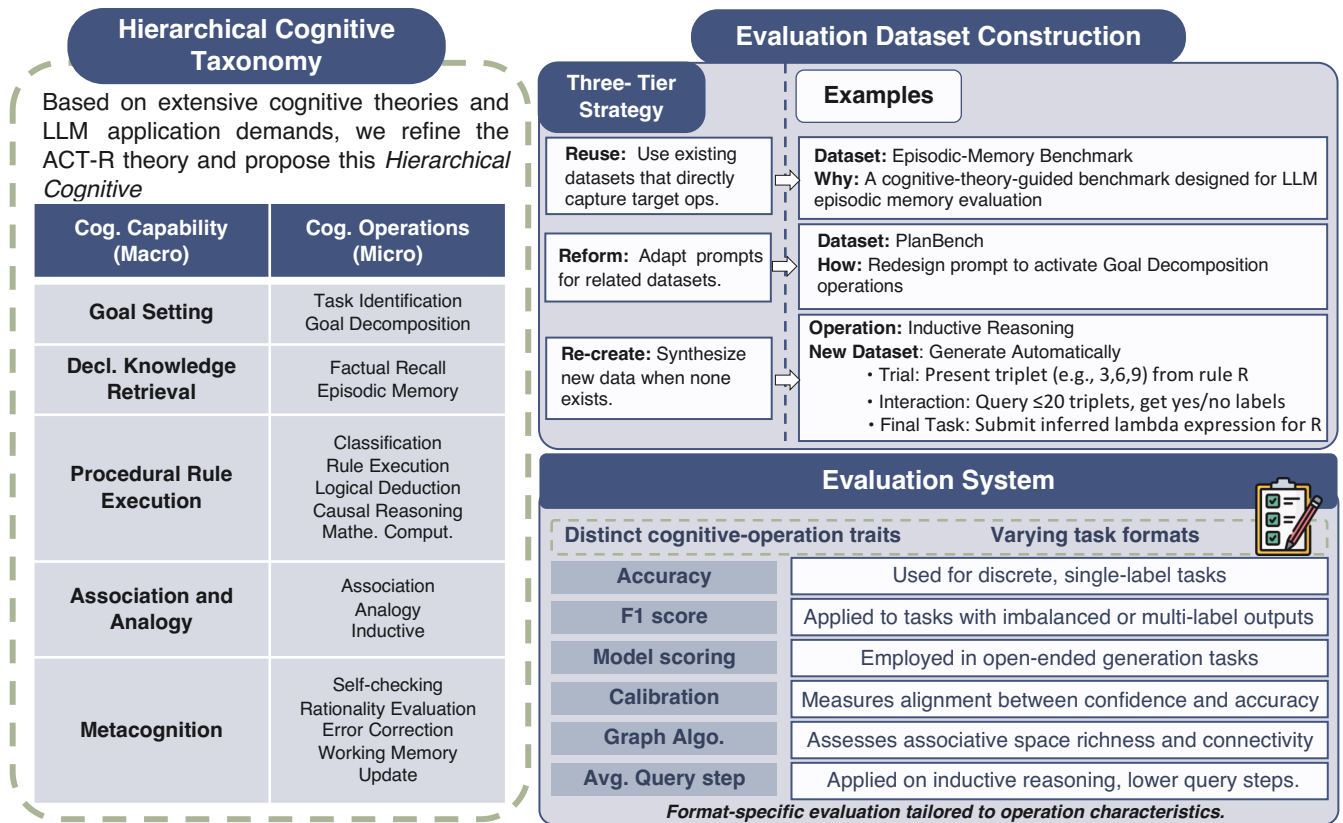 Hierarchical Cognitive
Taxonomy
Based on extensive cognitive theories and
LLM application demands, we refine the
ACT-R theory and propose this Hierarchical
Cognitive
Cog. Capability
(Macro)
Cog. Operations
(Micro)
Goal Setting
Task Identification
Goal Decomposition
Decl. Knowledge
Retrieval
Factual Recall
Episodic Memory
Procedural Rule
Execution
Classification
Rule Execution
Logical Deduction
Causal Reasoning
Mathe. Comput.
Association and
Analogy
Association
Analogy
Inductive
Metacognition
Self-checking
Rationality Evaluation
Error Correction
Working Memory
Update
Evaluation Dataset Construction
Three- Tier
Strategy
Examples
Reuse: Use existing
datasets that directly
capture target ops.
Dataset: Episodic-Memory Benchmark
Why: A cognitive-theory-guided benchmark designed for LLM
episodic memory evaluation
Reform: Adapt prompts
for related datasets.
Dataset: PlanBench
How: Redesign prompt to activate Goal Decomposition
operations
Re-create: Synthesize
new data when none
exists.
Operation: Inductive Reasoning
New Dataset: Generate Automatically
• Trial: Present triplet (e.g., 3,6,9) from rule R
• Interaction: Query ≤20 triplets, get yes/no labels
• Final Task: Submit inferred lambda expression for R
Evaluation System
Distinct cognitive-operation traits
Varying task formats
Accuracy
Used for discrete, single-label tasks
F1 score
Applied to tasks with imbalanced or multi-label outputs
Model scoring
Employed in open-ended generation tasks
Calibration
Measures alignment between confidence and accuracy
Graph Algo.
Assesses associative space richness and connectivity
Avg. Query step
Applied on inductive reasoning, lower query steps.
Format-specific evaluation tailored to operation characteristics.